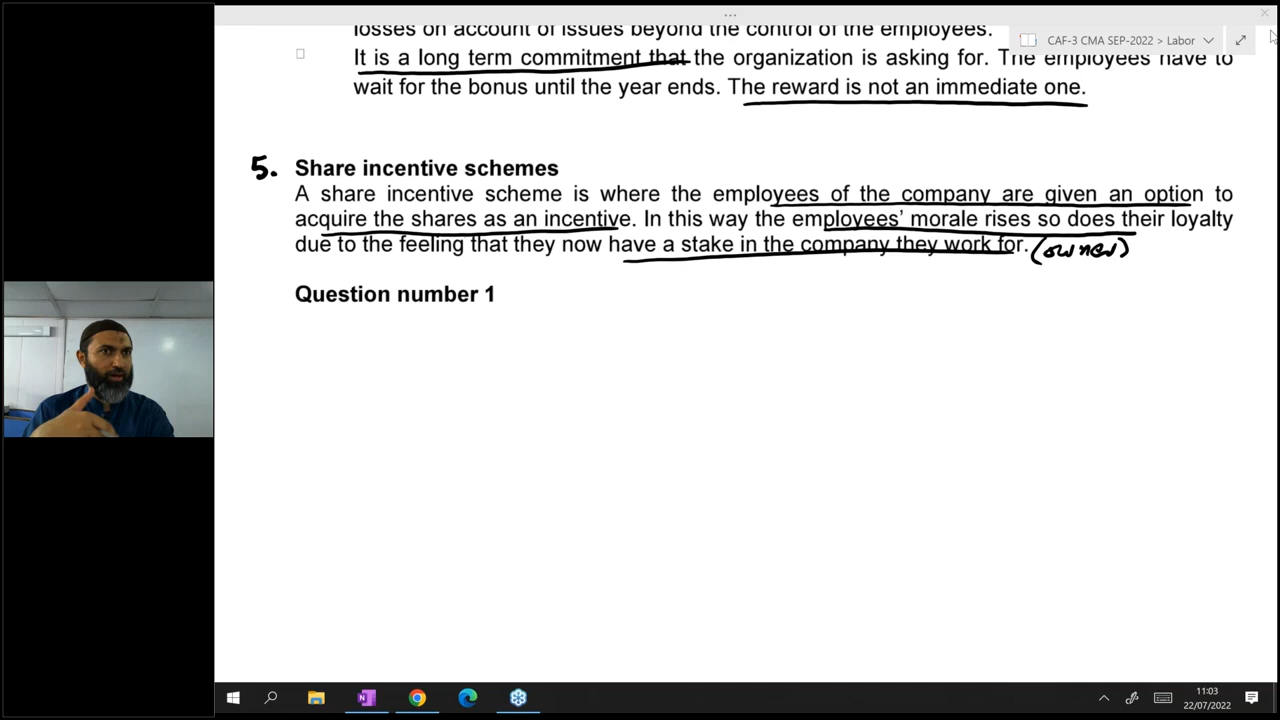 losses on account of issues beyond the control of the employees.
CAF-3 CMA SEP-2022 > Labor
It is a long term commitment that the organization is asking for. The employees have to
wait for the bonus until the year ends. The reward is not an immediate one.
5. Share incentive schemes
A share incentive scheme is where the employees of the company are given an option to
acquire the shares as an incentive. In this way the employees’ morale rises so does their loyalty
due to the feeling that they now have a stake in the company they work for. (owner)
Question number 1
11:03
22/07/2022